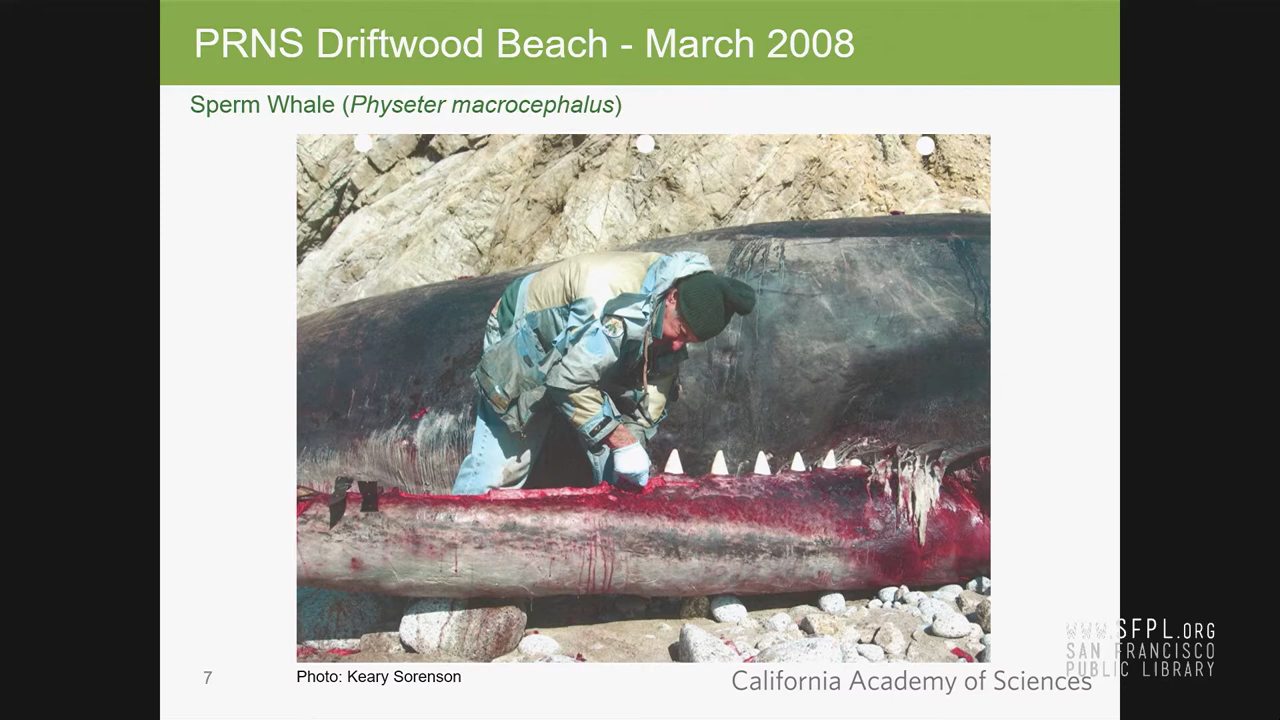 PRNS Driftwood Beach - March 2008
Sperm Whale (Physeter macrocephalus)
7
Photo: Keary Sorenson
California Academy of Sciences
WWW.SFPL.ORG
SAN FRANCISCO
PUBLIC LIBRARY